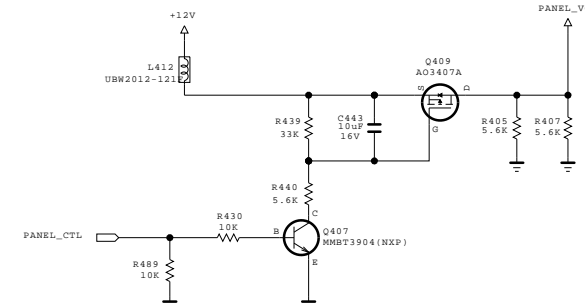 +12V
PANEL_V
L412
UBW2012-121F
Q409
AO3407A
S
D
G
R439
33K
C443
10uF
16V
R405
5.6K
R407
5.6K
R440
5.6K
R430
10K
C
B
E
Q407
MMBT3904(NXP)
PANEL_CTL
R489
10K